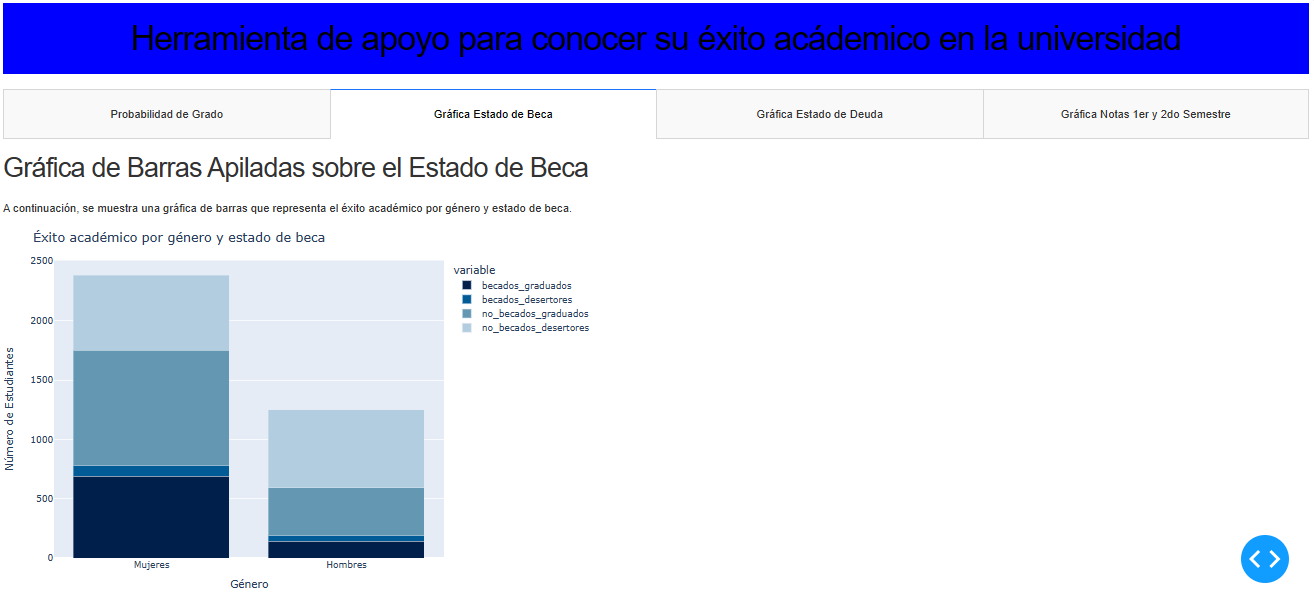 Herramienta de apoyo para conocer su éxito acádemico en la universidad
Probabilidad de Grado
Gráfica Estado de Beca
Gráfica Estado de Deuda
Gráfica Notas 1er y 2do Semestre
Gráfica de Barras Apiladas sobre el Estado de Beca
A continuación, se muestra una gráfica de barras que representa el éxito académico por género y estado de beca.
Éxito académico por género y estado de beca
Número de Estudiantes
2500
2000
1500
1000
500
0
Mujeres
Hombres
Género
variable
becados_graduados
becados_desertores
no_becados_graduados
no_becados_desertores